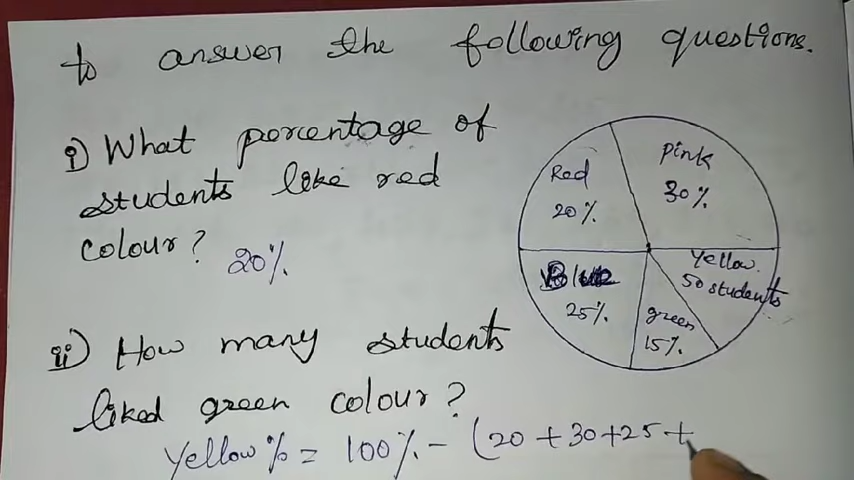 to answer the following questions.
i) What percentage of
students like red
colour? 20%.
ii) How many students
liked green colour?
Yellow % = 100% - (20 + 30 + 25 +
Red
20%.
Pink
30%.
Yellow.
50 students
Blue
25%.
green
15%.